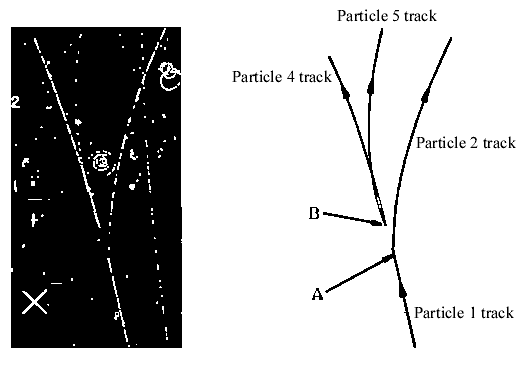 Particle 5 track
Particle 4 track
2
Particle 2 track
B
A
Particle 1 track